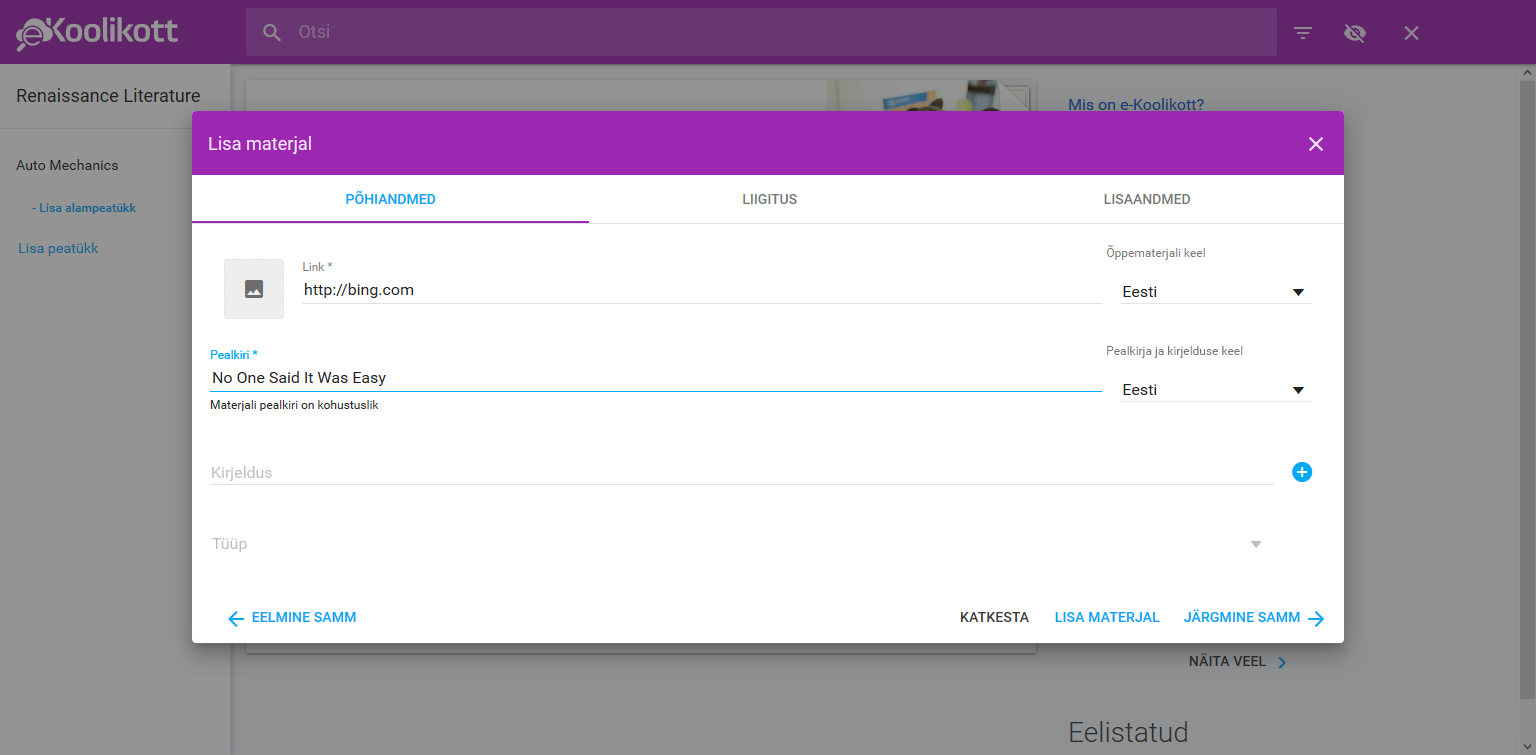 e-Koolikott
Otsi
Renaissance Literature
Auto Mechanics
- Lisa alampeatükk
Lisa peatükk
Mis on e-Koolikott?
Lisa materjal
PÕHIANDMED
LIIGITUS
LISAANDMED
Link *
http://bing.com
Õppematerjali keel
Eesti
Pealkiri *
No One Said It Was Easy
Materjali pealkiri on kohustuslik
Pealkirja ja kirjelduse keel
Eesti
Kirjeldus
Tüüp
EELMINE SAMM
KATKESTA
LISA MATERJAL
JÄRGMINE SAMM
NÄITA VEEL
Eelistatud